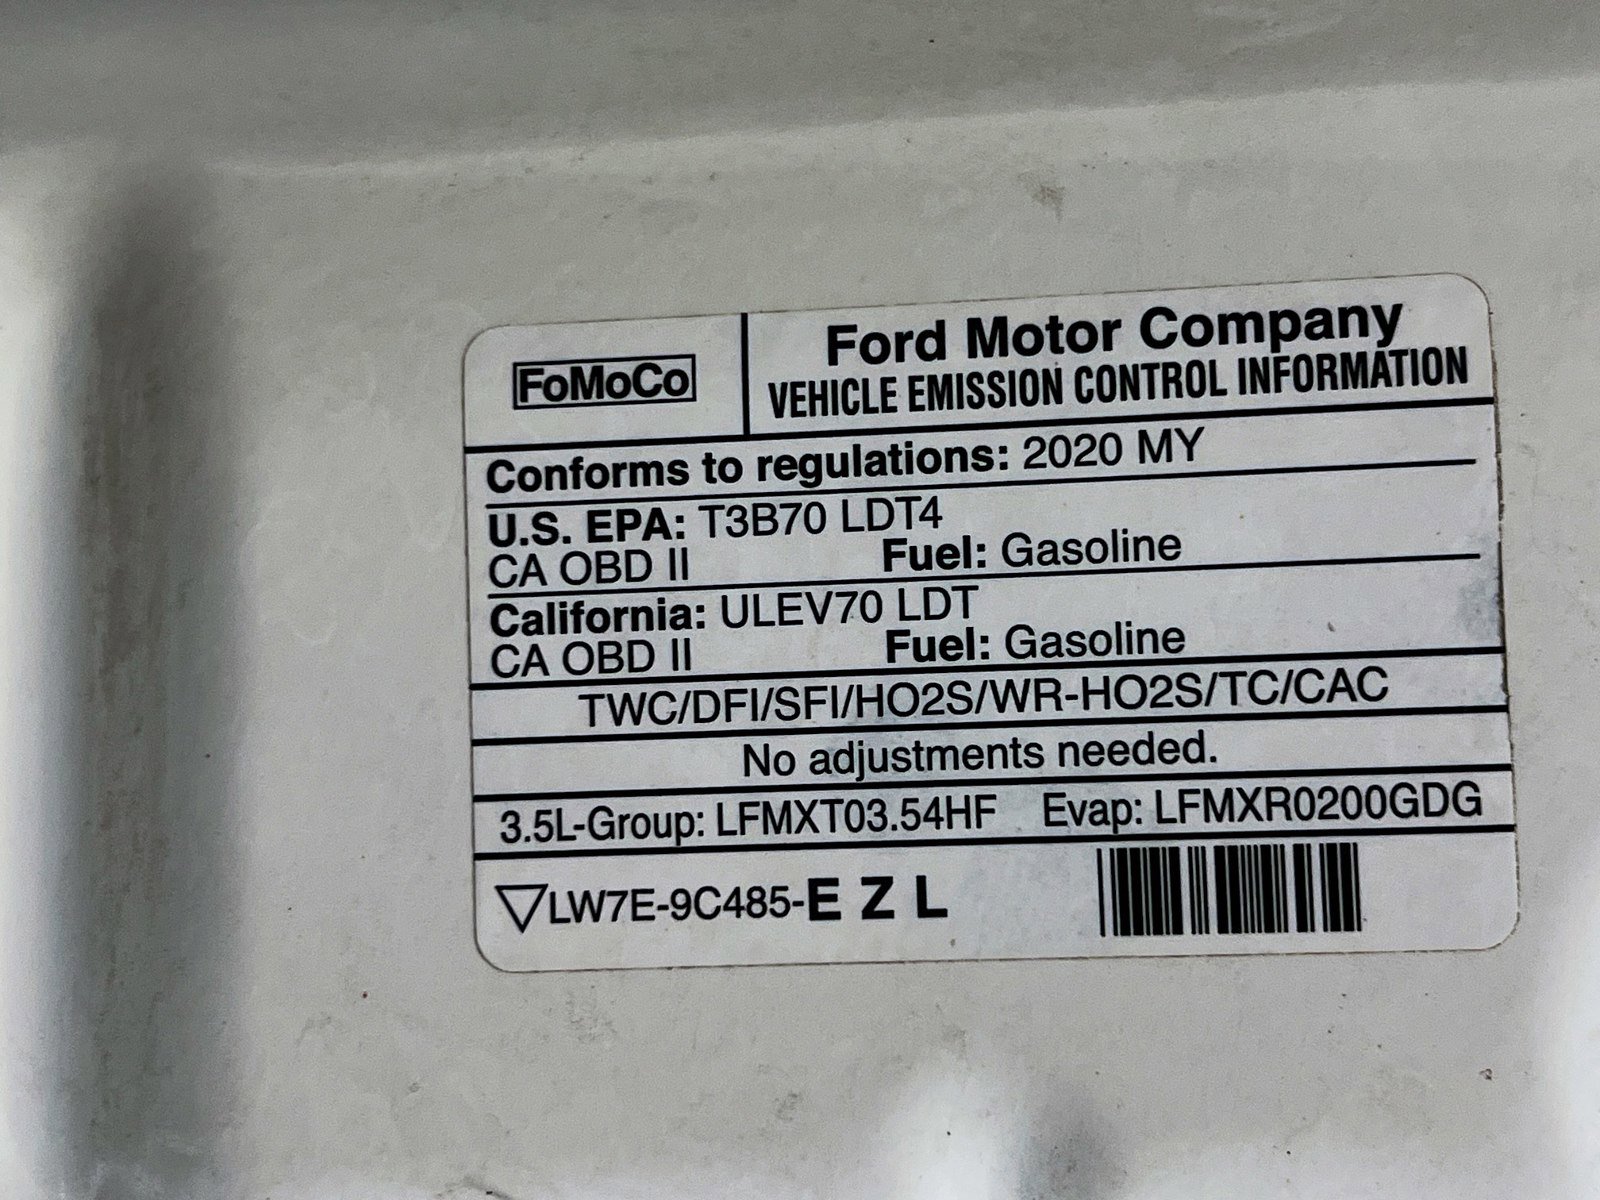 FoMoCo
Ford Motor Company
VEHICLE EMISSION CONTROL INFORMATION
Conforms to regulations: 2020 MY
U.S. EPA: T3B70 LDT4
CA OBD II Fuel: Gasoline
California: ULEV70 LDT
CA OBD II Fuel: Gasoline
TWC/DFI/SFI/HO2S/WR-HO2S/TC/CAC
No adjustments needed.
3.5L-Group: LFMXT03.54HF Evap: LFMXR0200GDG
LW7E-9C485-E Z L